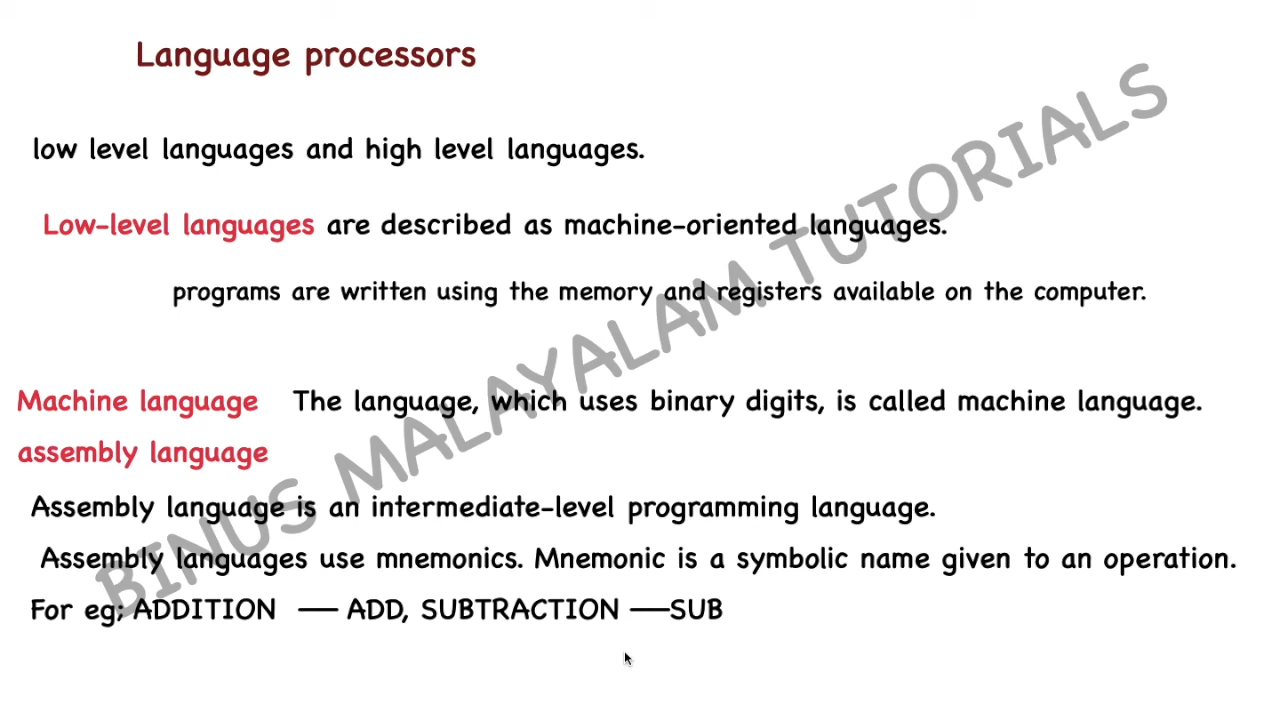 Language processors
low level languages and high level languages.
Low-level languages are described as machine-oriented languages.
programs are written using the memory and registers available on the computer.
Machine language The language, which uses binary digits, is called machine language.
assembly language
Assembly language is an intermediate-level programming language.
Assembly languages use mnemonics. Mnemonic is a symbolic name given to an operation.
For eg; ADDITION — ADD, SUBTRACTION —SUB
BINUS MALAYALAM TUTORIALS